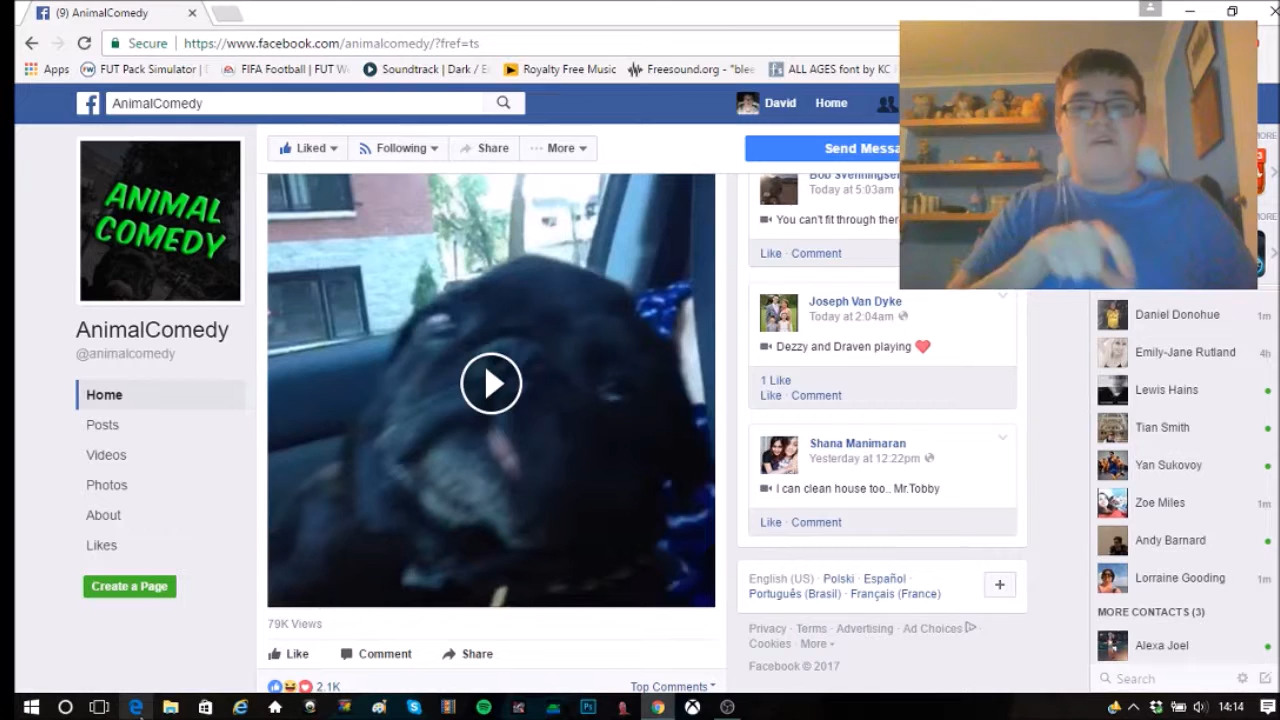 (9) AnimalComedy
Secure
https://www.facebook.com/animalcomedy/?fref=ts
Apps
FUT Pack Simulator |
FIFA Football | FUT
Soundtrack | Dark /
Royalty Free Music
Freesound.org - "blee
ALL AGES font by KC
AnimalComedy
David
Home
Liked
Following
Share
More
Send
ANIMAL
COMEDY
AnimalComedy
@animalcomedy
Home
Posts
Videos
Photos
About
Likes
Create a Page
79K Views
Like
Comment
Share
2.1K
Top Comments
Today at 5:03am
You can't fit through
Like · Comment
Joseph Van Dyke
Today at 2:04am
Dezzy and Draven playing
1 Like
Like · Comment
Shana Manimaran
Yesterday at 12:22pm
I can clean house too.. Mr.Tobby
Like · Comment
English (US) · Polski · Español ·
Português (Brasil) · Français (France)
Privacy · Terms · Advertising · Ad Choices ·
Cookies · More
Facebook © 2017
Daniel Donohue
1m
Emily-Jane Rutland
4h
Lewis Hains
Tian Smith
Yan Sukovoy
Zoe Miles
1m
Andy Barnard
Lorraine Gooding
1m
MORE CONTACTS (3)
Alexa Joel
Search
14:14